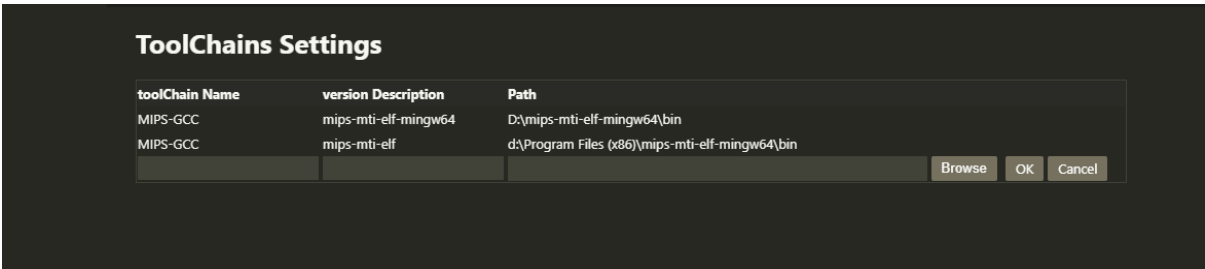 ToolChains Settings
toolChain Name version Description Path
MIPS-GCC mips-mti-elf-mingw64 D:\mips-mti-elf-mingw64\bin
MIPS-GCC mips-mti-elf d:\Program Files (x86)\mips-mti-elf-mingw64\bin
Browse OK Cancel